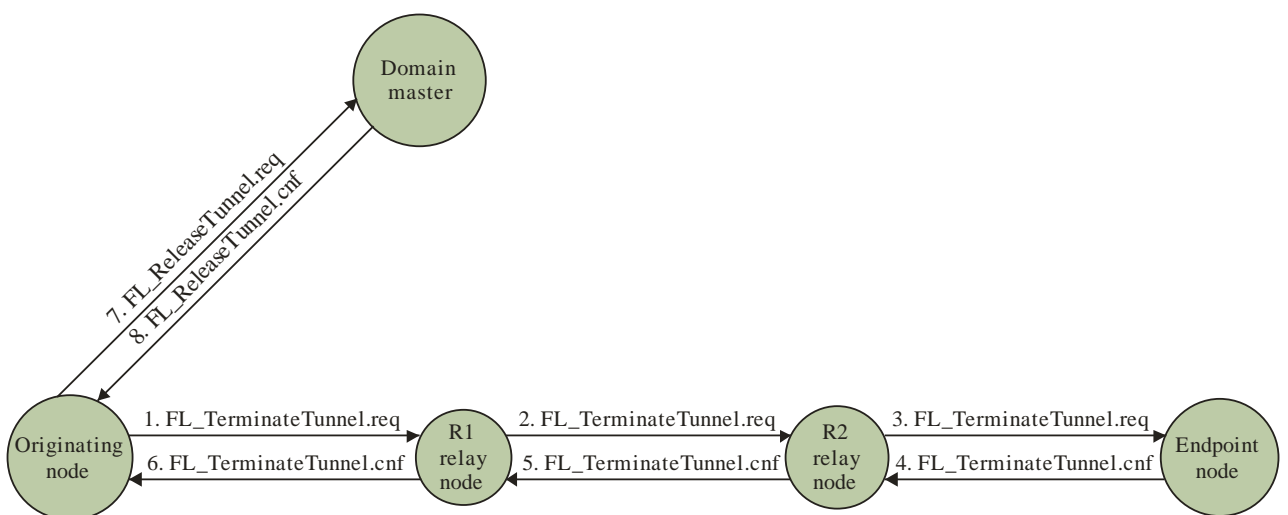 Domain
master
7. FL_ReleaseTunnel.req
8. FL_ReleaseTunnel.cnf
Originating
node
1. FL_TerminateTunnel.req
6. FL_TerminateTunnel.cnf
R1
relay
node
2. FL_TerminateTunnel.req
5. FL_TerminateTunnel.cnf
R2
relay
node
3. FL_TerminateTunnel.req
4. FL_TerminateTunnel.cnf
Endpoint
node